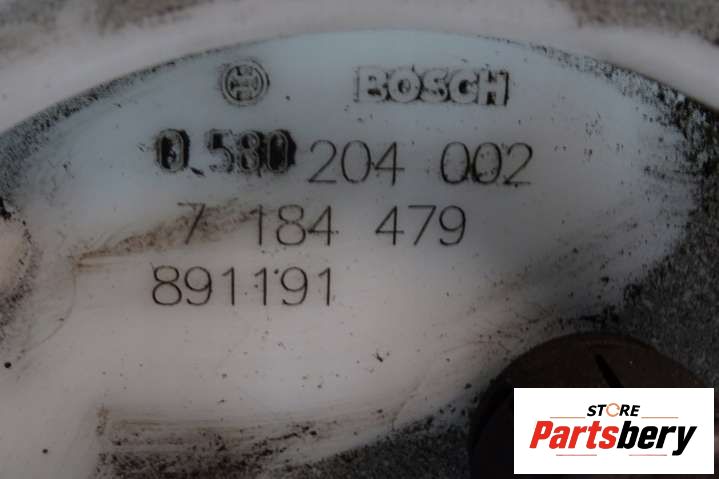 BOSCH
0 580 204 002
7 184 479
891191
STORE
Partsbery